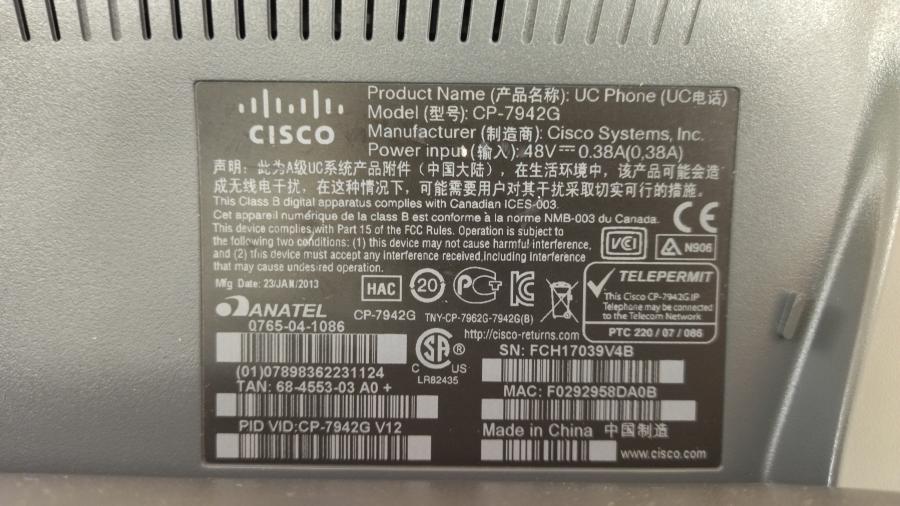 CISCO
Product Name (产品名称): UC Phone (UC电话)
Model (型号): CP-7942G
Manufacturer (制造商): Cisco Systems, Inc.
Power input (输入): 48V⎓ 0.38A(0,38A)
声明：此为A级UC系统产品附件（中国大陆），在生活环境中，该产品可能会造
成无线电干扰，在这种情况下，可能需要用户对其干扰采取切实可行的措施。
This Class B digital apparatus complies with Canadian ICES-003.
Cet appareil numérique de la class B est conforme à la norme NMB-003 du Canada.
This device complies with Part 15 of the FCC Rules. Operation is subject to
the following two conditions: (1) this device may not cause harmful interference,
and (2) this device must accept any interference received,including interference
that may cause undesired operation.
CE
VCI
N906
Mfg Date: 23/JAN/2013
HAC
20
TELEPERMIT
This Cisco CP-7942G IP
Telephone may be connected
to the Telecom Network
PTC 220 / 07 / 086
ANATEL
0765-04-1086
CP-7942G
TNY-CP-7962G-7942G(B)
http://cisco-returns.com
(01)07898362231124
SA ®
C US
LR82435
SN: FCH17039V4B
TAN: 68-4553-03 A0 +
MAC: F0292958DA0B
PID VID:CP-7942G V12
Made in China 中国制造
www.cisco.com